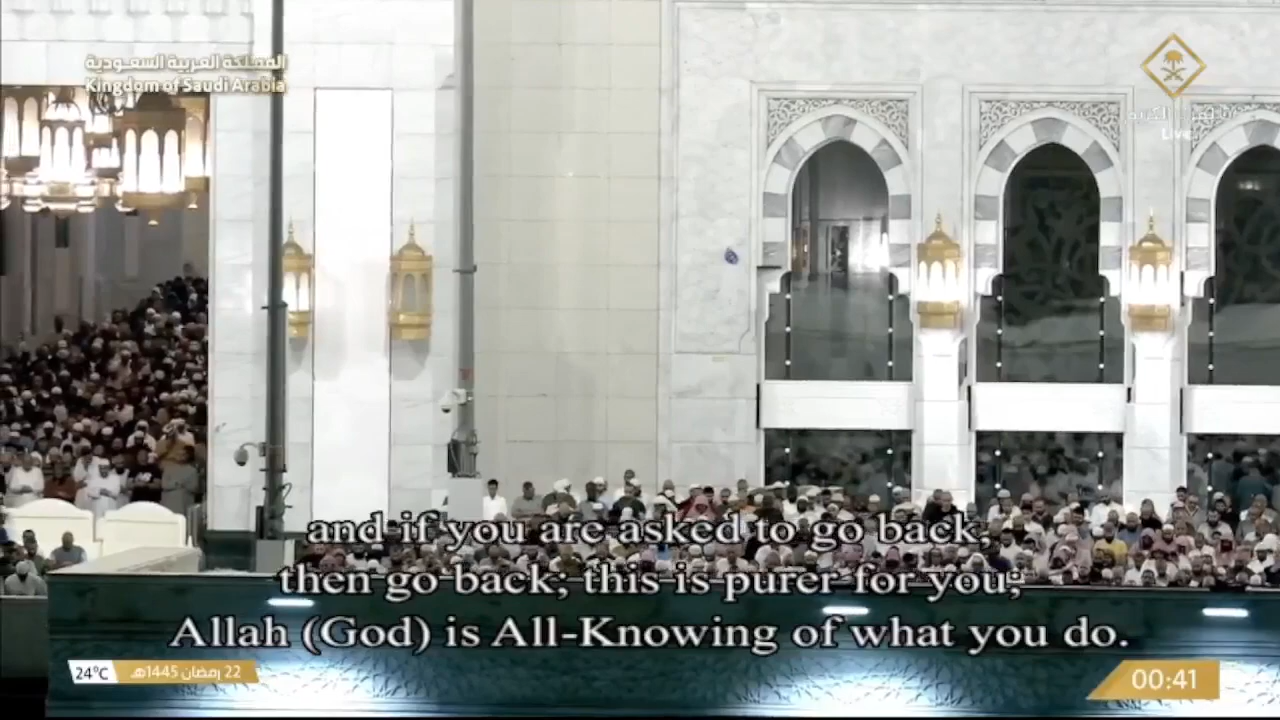 المملكة العربية السعودية
Kingdom of Saudi Arabia
Live
and if you are asked to go back,
then go back; this is purer for you;
Allah (God) is All-Knowing of what you do.
24°C
22 رمضان 1445هـ
00:41